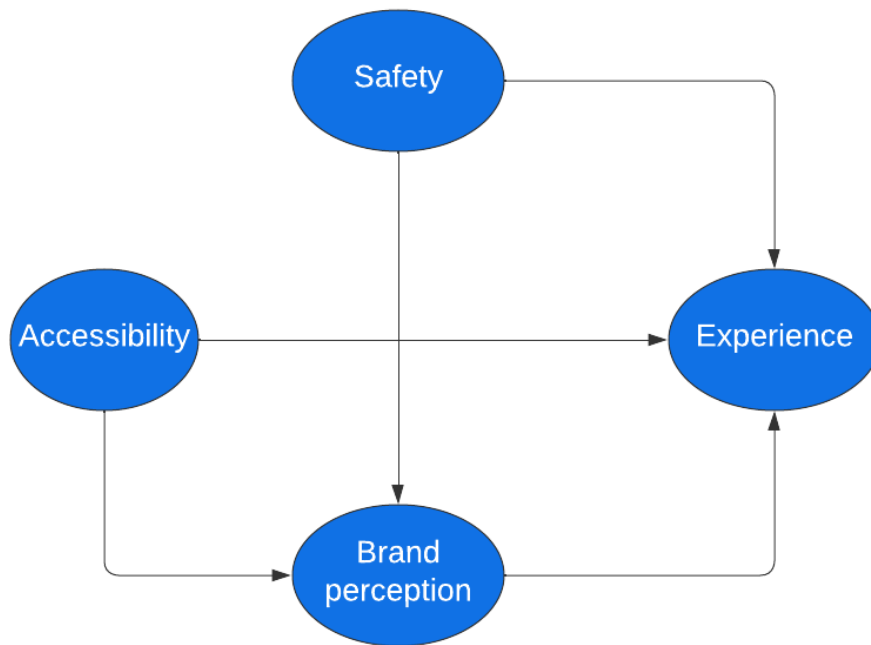 Safety
Accessibility
Experience
Brand
perception